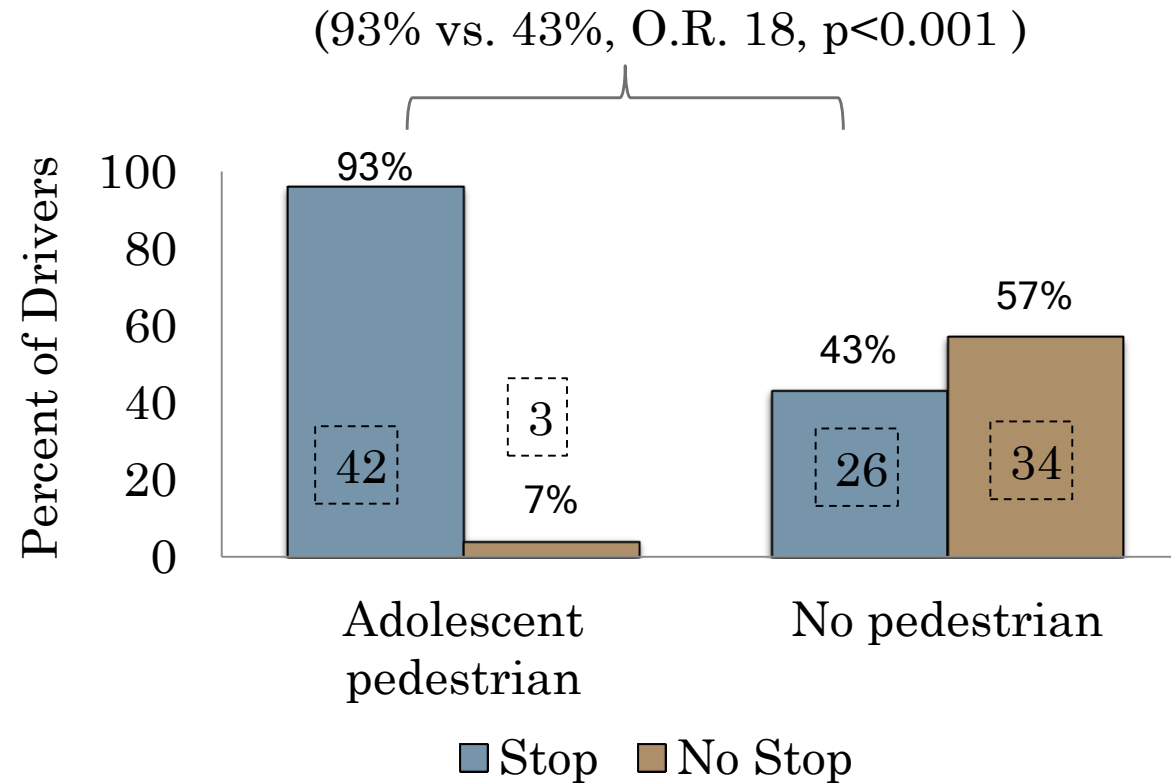 (93% vs. 43%, O.R. 18, p<0.001 )
Percent of Drivers
100
80
60
40
20
0
93%
42
3
7%
43%
26
57%
34
Adolescent
pedestrian
No pedestrian
Stop No Stop